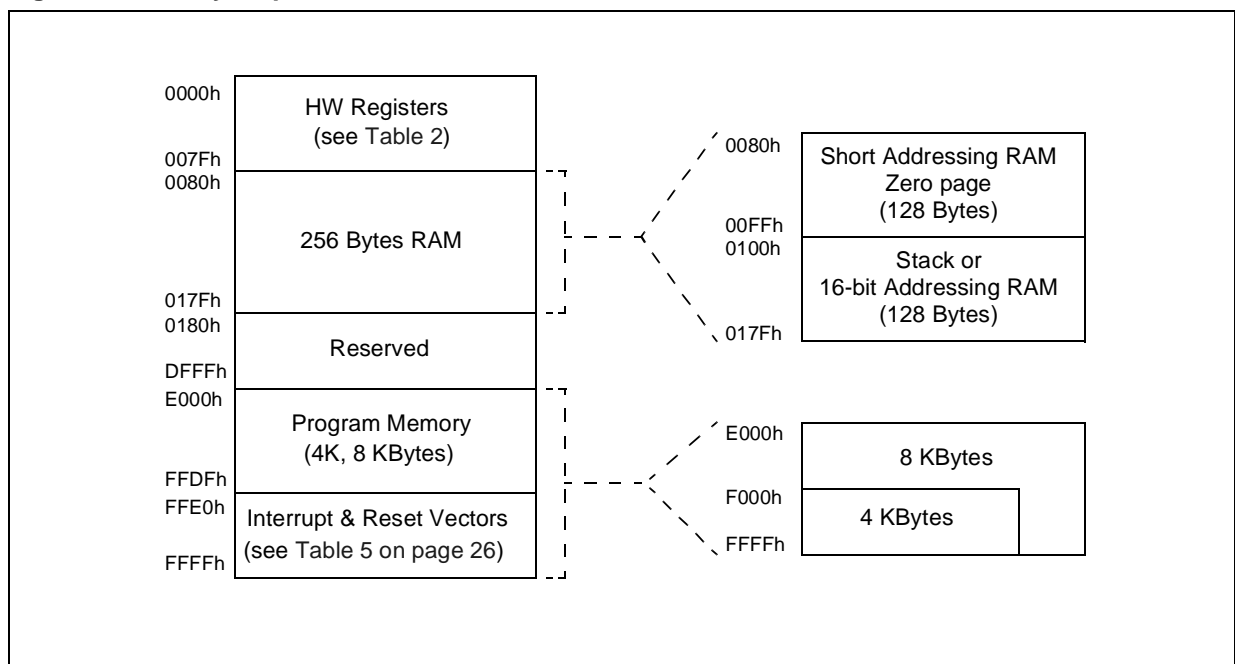 0000h
HW Registers
(see Table 2)
007Fh
0080h
256 Bytes RAM
017Fh
0180h
Reserved
DFFFh
E000h
Program Memory
(4K, 8 KBytes)
FFDFh
FFE0h
Interrupt & Reset Vectors
(see Table 5 on page 26)
FFFFh
0080h
Short Addressing RAM
Zero page
(128 Bytes)
00FFh
0100h
Stack or
16-bit Addressing RAM
(128 Bytes)
017Fh
E000h
8 KBytes
F000h
4 KBytes
FFFFh